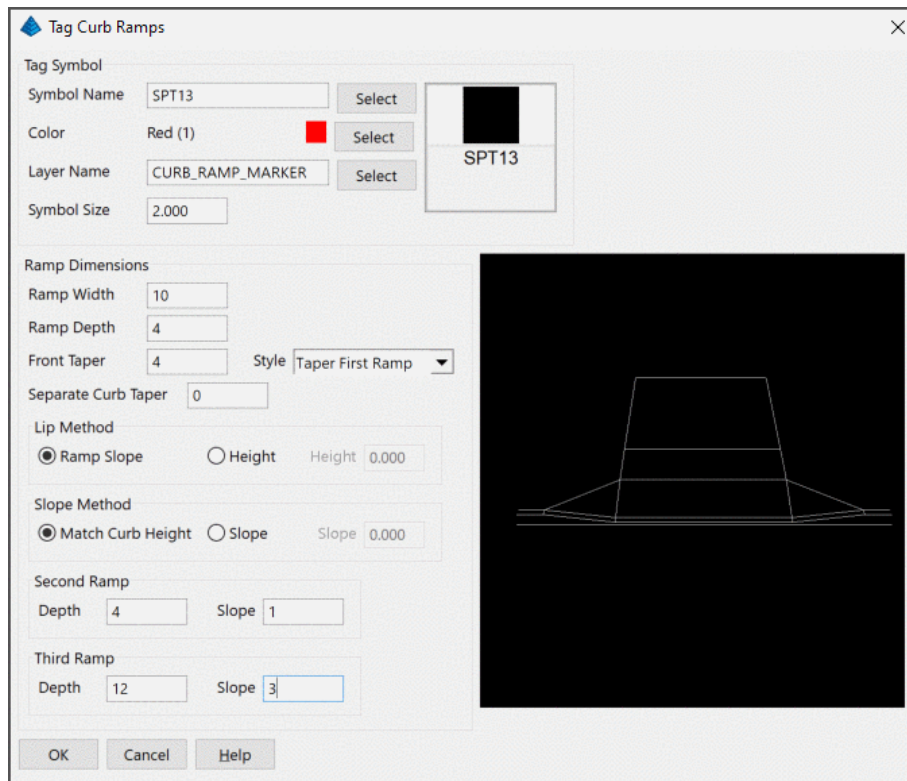 Tag Curb Ramps
Tag Symbol
Symbol Name SPT13 Select
Color Red (1) Select
SPT13
Layer Name CURB_RAMP_MARKER Select
Symbol Size 2.000
Ramp Dimensions
Ramp Width 10
Ramp Depth 4
Front Taper 4 Style Taper First Ramp
Separate Curb Taper 0
Lip Method
Ramp Slope Height Height 0.000
Slope Method
Match Curb Height Slope Slope 0.000
Second Ramp
Depth 4 Slope 1
Third Ramp
Depth 12 Slope 3
OK Cancel Help